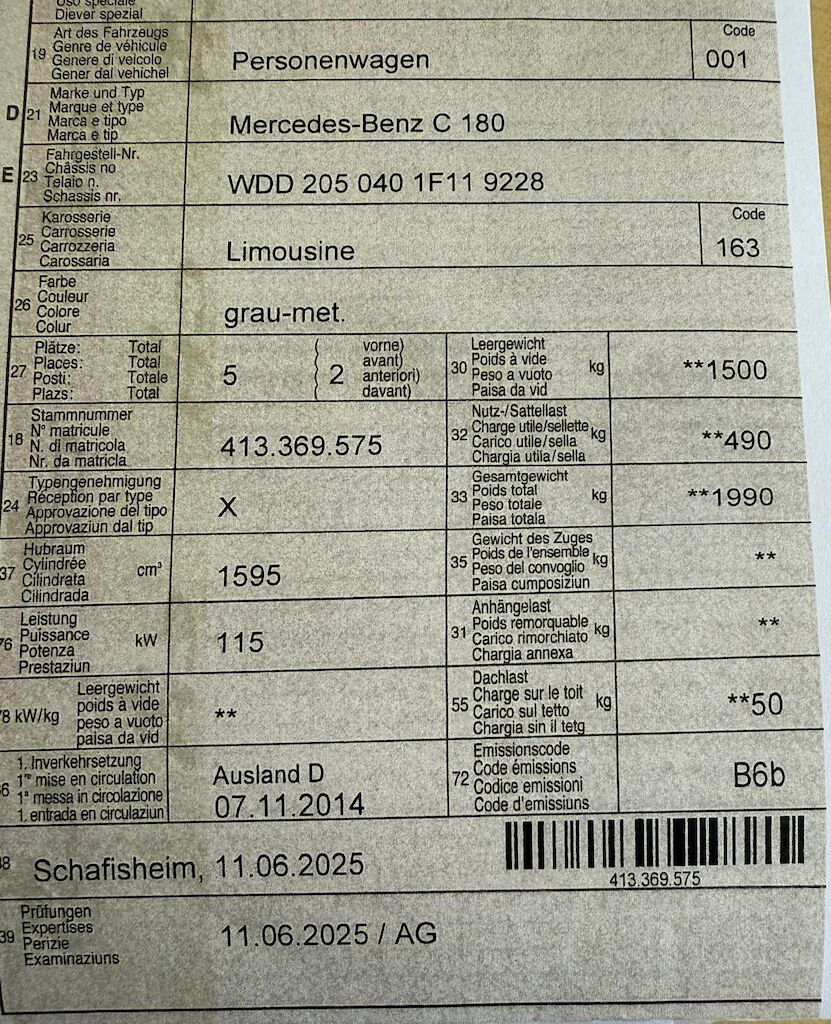 Uso speciale
Diever spezial
19 Art des Fahrzeugs
Genre de véhicule
Genere di veicolo
Gener dal vehichel
Personenwagen
Code
001
D 21 Marke und Typ
Marque et type
Marca e tipo
Marca e tip
Mercedes-Benz C 180
E 23 Fahrgestell-Nr.
Châssis no
Telaio n.
Schassis nr.
WDD 205 040 1F11 9228
25 Karosserie
Carrosserie
Carrozzeria
Carossaria
Limousine
Code
163
26 Farbe
Couleur
Colore
Colur
grau-met.
27 Plätze: Total
Places: Total
Posti: Totale
Plazs: Total
5
( 2 vorne)
avant)
anteriori)
davant)
30 Leergewicht
Poids à vide
Peso a vuoto
Paisa da vid
kg
**1500
18 Stammnummer
N° matricule
N. di matricola
Nr. da matricla
413.369.575
32 Nutz-/Sattellast
Charge utile/sellette
Carico utile/sella
Chargia utila/sella
kg
**490
24 Typengenehmigung
Réception par type
Approvazione del tipo
Approvaziun dal tip
X
33 Gesamtgewicht
Poids total
Peso totale
Paisa totala
kg
**1990
37 Hubraum
Cylindrée
Cilindrata
Cilindrada
cm³
1595
35 Gewicht des Zuges
Poids de l'ensemble
Peso del convoglio
Paisa cumposiziun
kg
**
76 Leistung
Puissance
Potenza
Prestaziun
kW
115
31 Anhängelast
Poids remorquable
Carico rimorchiato
Chargia annexa
kg
**
78 kW/kg Leergewicht
poids à vide
peso a vuoto
paisa da vid
**
55 Dachlast
Charge sur le toit
Carico sul tetto
Chargia sin il tetg
kg
**50
6 1. Inverkehrsetzung
1re mise en circulation
1a messa in circolazione
1. entrada en circulaziun
Ausland D
07.11.2014
72 Emissionscode
Code émissions
Codice emissioni
Code d'emissiuns
B6b
38 Schafisheim, 11.06.2025
413.369.575
39 Prüfungen
Expertises
Perizie
Examinaziuns
11.06.2025 / AG